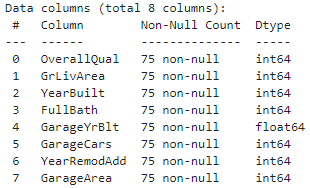 Data columns (total 8 columns):
 #   Column        Non-Null Count  Dtype
---  ------        --------------  -----
 0   OverallQual   75 non-null     int64
 1   GrLivArea     75 non-null     int64
 2   YearBuilt     75 non-null     int64
 3   FullBath      75 non-null     int64
 4   GarageYrBlt   75 non-null     float64
 5   GarageCars    75 non-null     int64
 6   YearRemodAdd  75 non-null     int64
 7   GarageArea    75 non-null     int64